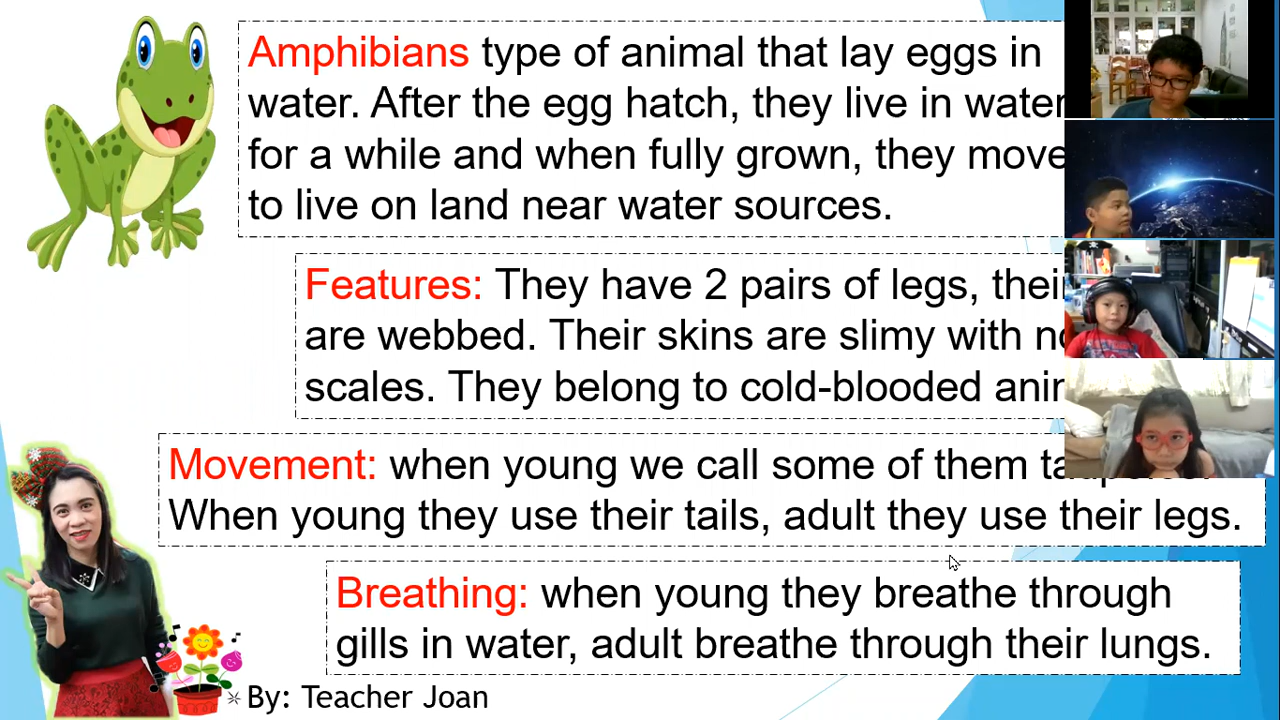 Amphibians type of animal that lay eggs in
water. After the egg hatch, they live in water
for a while and when fully grown, they move
to live on land near water sources.
Features: They have 2 pairs of legs, their
are webbed. Their skins are slimy with no
scales. They belong to cold-blooded
Movement: when young we call some of them
When young they use their tails, adult they use their legs.
Breathing: when young they breathe through
gills in water, adult breathe through their lungs.
By: Teacher Joan